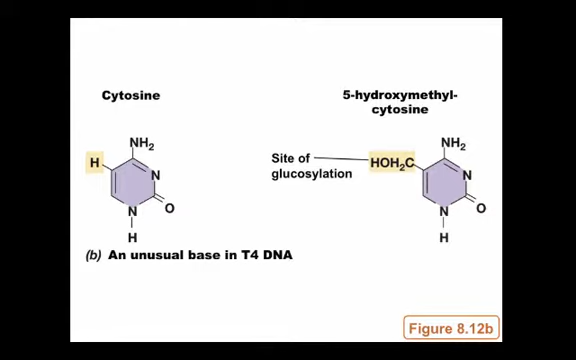 Cytosine
5-hydroxymethyl-
cytosine
NH2
H
N
N
O
H
Site of
glucosylation
HOH2C
NH2
N
N
O
H
(b) An unusual base in T4 DNA
Figure 8.12b